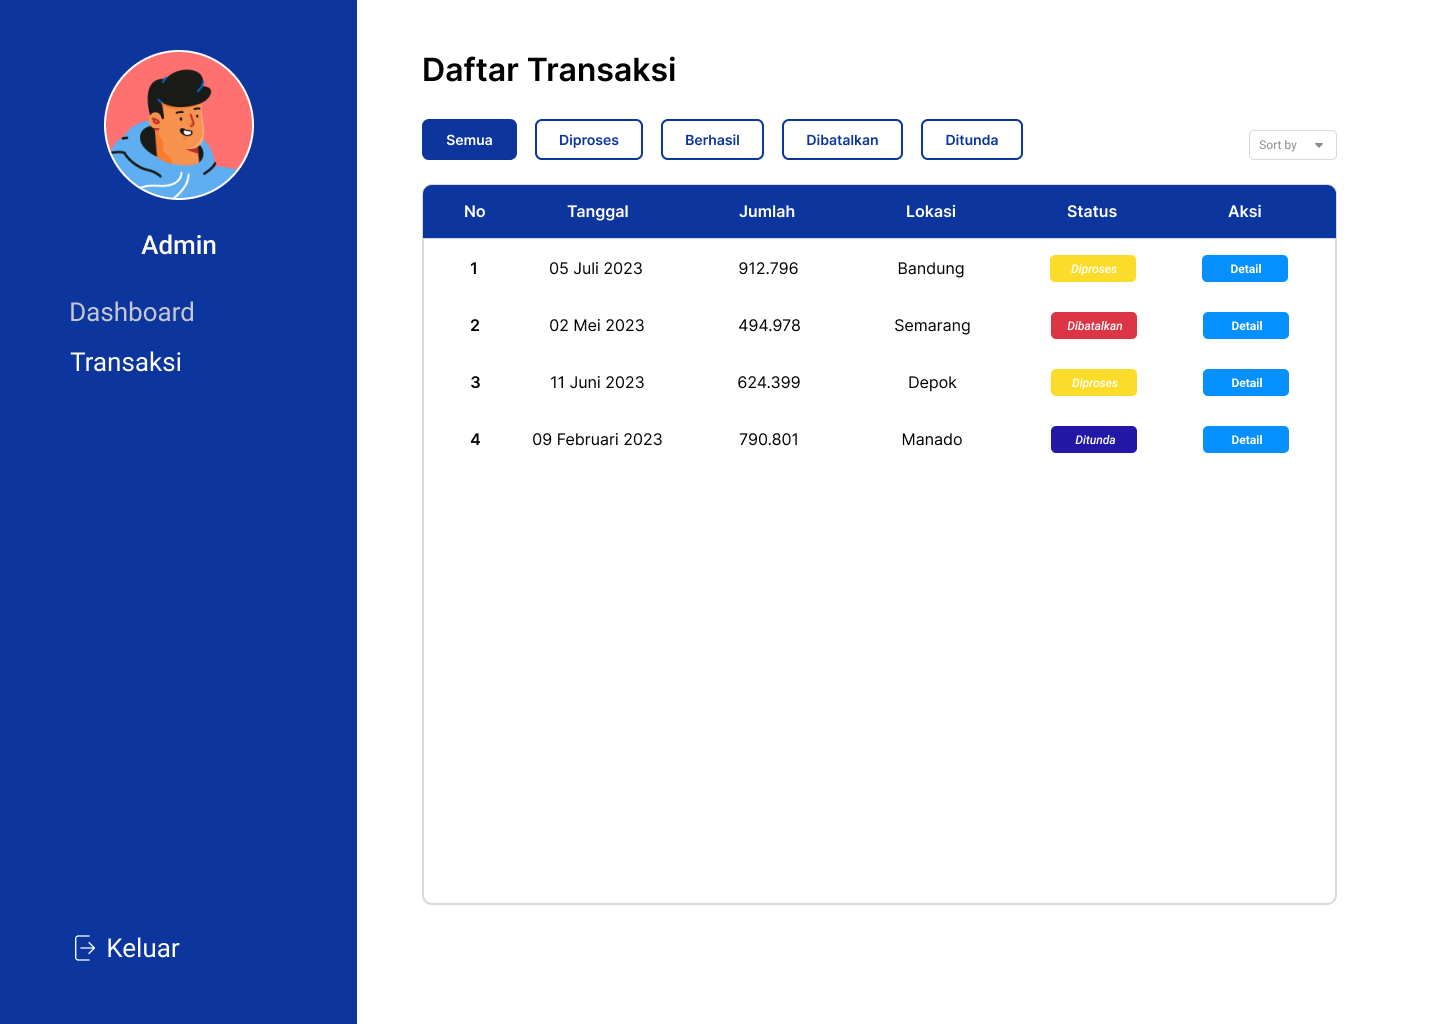 Admin
Dashboard
Transaksi
Keluar
Daftar Transaksi
Semua Diproses Berhasil Dibatalkan Ditunda
Sort by
No Tanggal Jumlah Lokasi Status Aksi
1 05 Juli 2023 912.796 Bandung Diproses Detail
2 02 Mei 2023 494.978 Semarang Dibatalkan Detail
3 11 Juni 2023 624.399 Depok Diproses Detail
4 09 Februari 2023 790.801 Manado Ditunda Detail